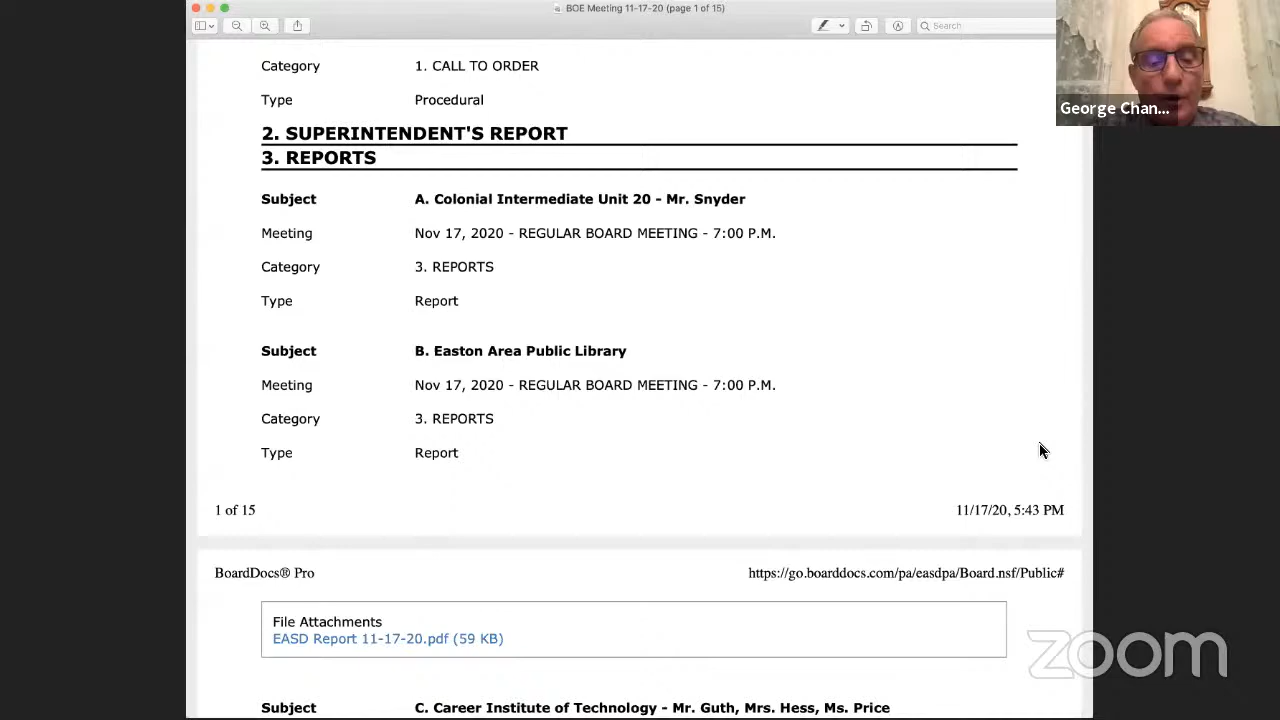 BOE Meeting 11-17-20 (page 1 of 15)
Search
Category 1. CALL TO ORDER
Type Procedural
George Chan...
2. SUPERINTENDENT'S REPORT
3. REPORTS
Subject A. Colonial Intermediate Unit 20 - Mr. Snyder
Meeting Nov 17, 2020 - REGULAR BOARD MEETING - 7:00 P.M.
Category 3. REPORTS
Type Report
Subject B. Easton Area Public Library
Meeting Nov 17, 2020 - REGULAR BOARD MEETING - 7:00 P.M.
Category 3. REPORTS
Type Report
1 of 15 11/17/20, 5:43 PM
BoardDocs® Pro https://go.boarddocs.com/pa/easdpa/Board.nsf/Public#
File Attachments
EASD Report 11-17-20.pdf (59 KB)
zoom
Subject C. Career Institute of Technology - Mr. Guth, Mrs. Hess, Ms. Price